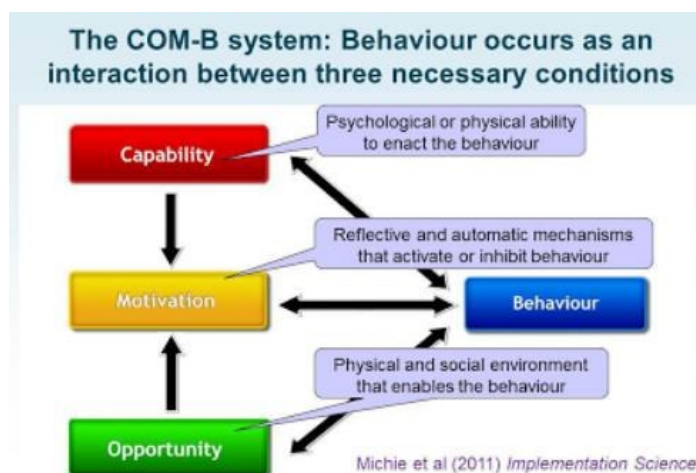 The COM-B system: Behaviour occurs as an
interaction between three necessary conditions
Psychological or physical ability
to enact the behaviour
Capability
Reflective and automatic mechanisms
that activate or inhibit behaviour
Motivation
Behaviour
Physical and social environment
that enables the behaviour
Opportunity
Michie et al (2011) Implementation Science